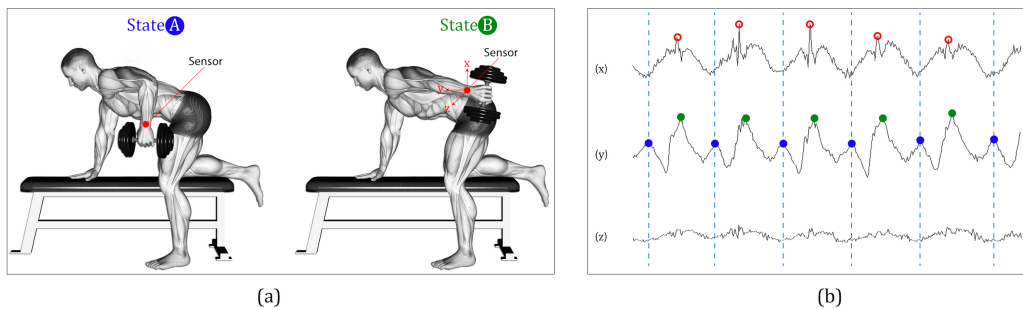 State A
State B
Sensor
Sensor
x
y
z
(x)
(y)
(z)
(a)
(b)